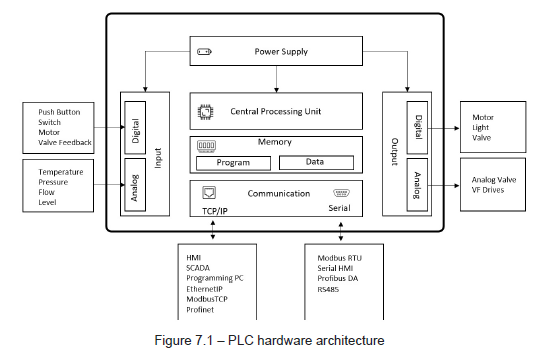 Power Supply
Push Button
Switch
Motor
Valve Feedback
Temperature
Pressure
Flow
Level
Digital
Analog
Input
Central Processing Unit
Memory
Program
Data
Communication
TCP/IP
Serial
Output
Digital
Analog
Motor
Light
Valve
Analog Valve
VF Drives
HMI
SCADA
Programming PC
EthernetIP
ModbusTCP
Profinet
Modbus RTU
Serial HMI
Profibus DA
RS485
Figure 7.1 – PLC hardware architecture